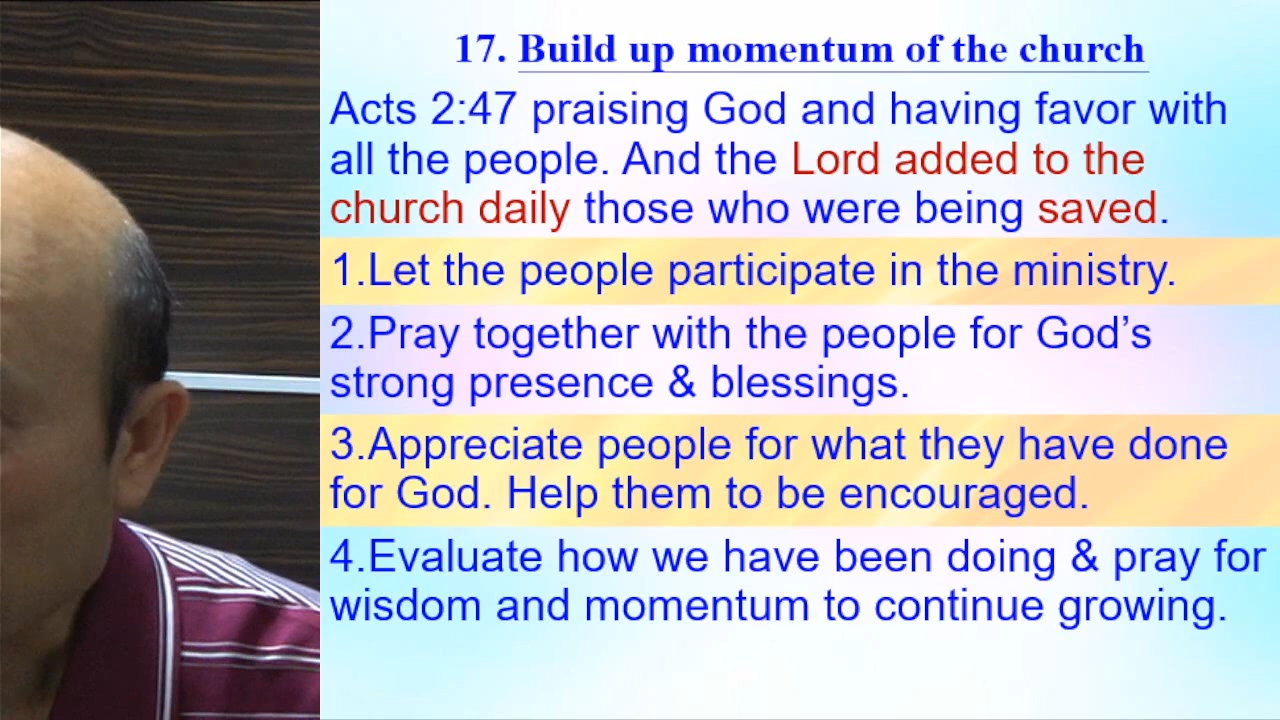 17. Build up momentum of the church
Acts 2:47 praising God and having favor with
all the people. And the Lord added to the
church daily those who were being saved.
1.Let the people participate in the ministry.
2.Pray together with the people for God’s
strong presence & blessings.
3.Appreciate people for what they have done
for God. Help them to be encouraged.
4.Evaluate how we have been doing & pray for
wisdom and momentum to continue growing.